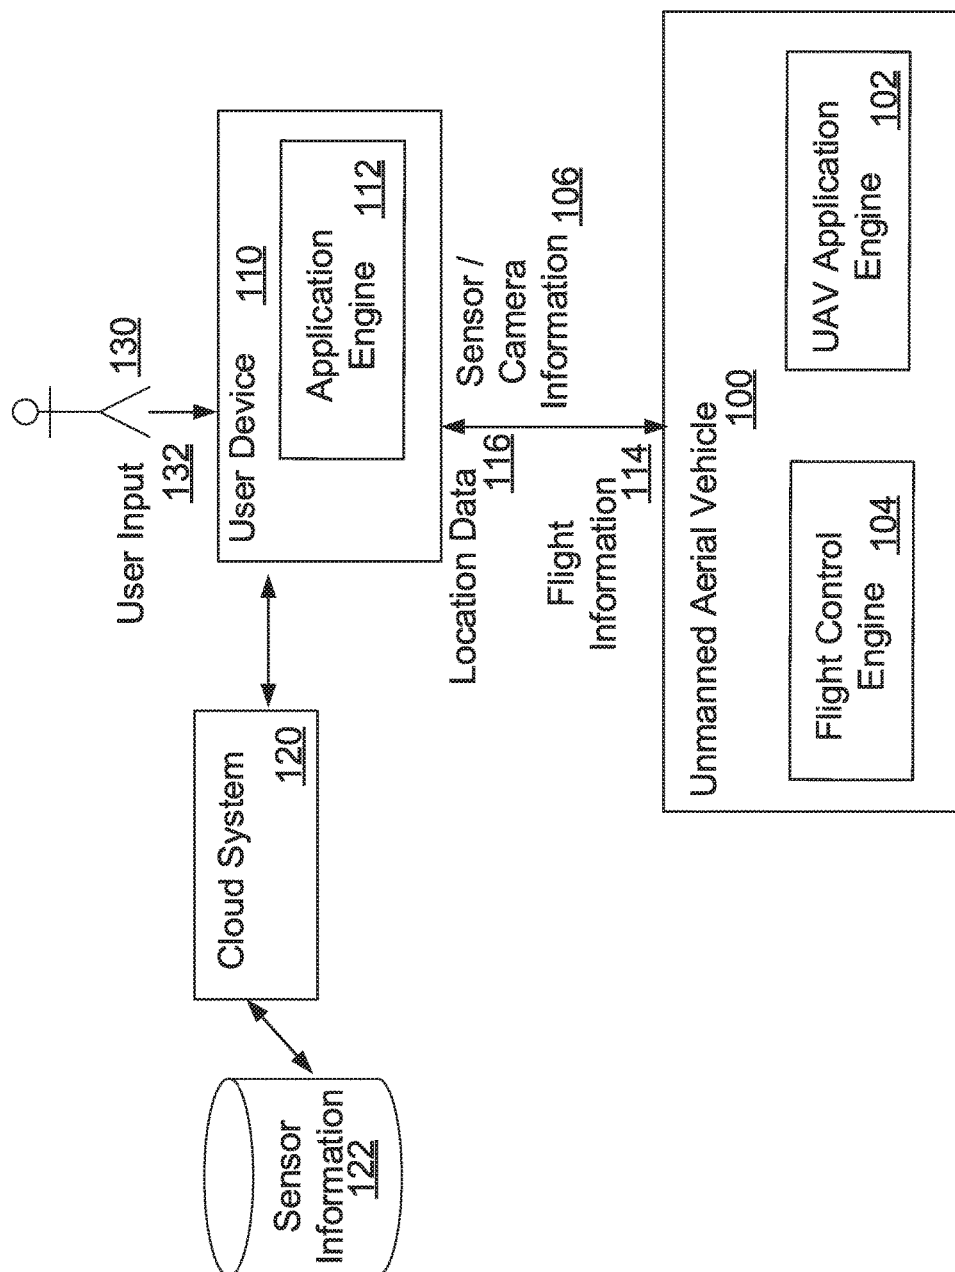 130
User Input
132
User Device 110
Application
Engine 112
Cloud System
120
Sensor
Information
122
Location Data
116
Sensor /
Camera
Information 106
Flight
Information
114
Unmanned Aerial Vehicle
100
Flight Control
Engine 104
UAV Application
Engine 102